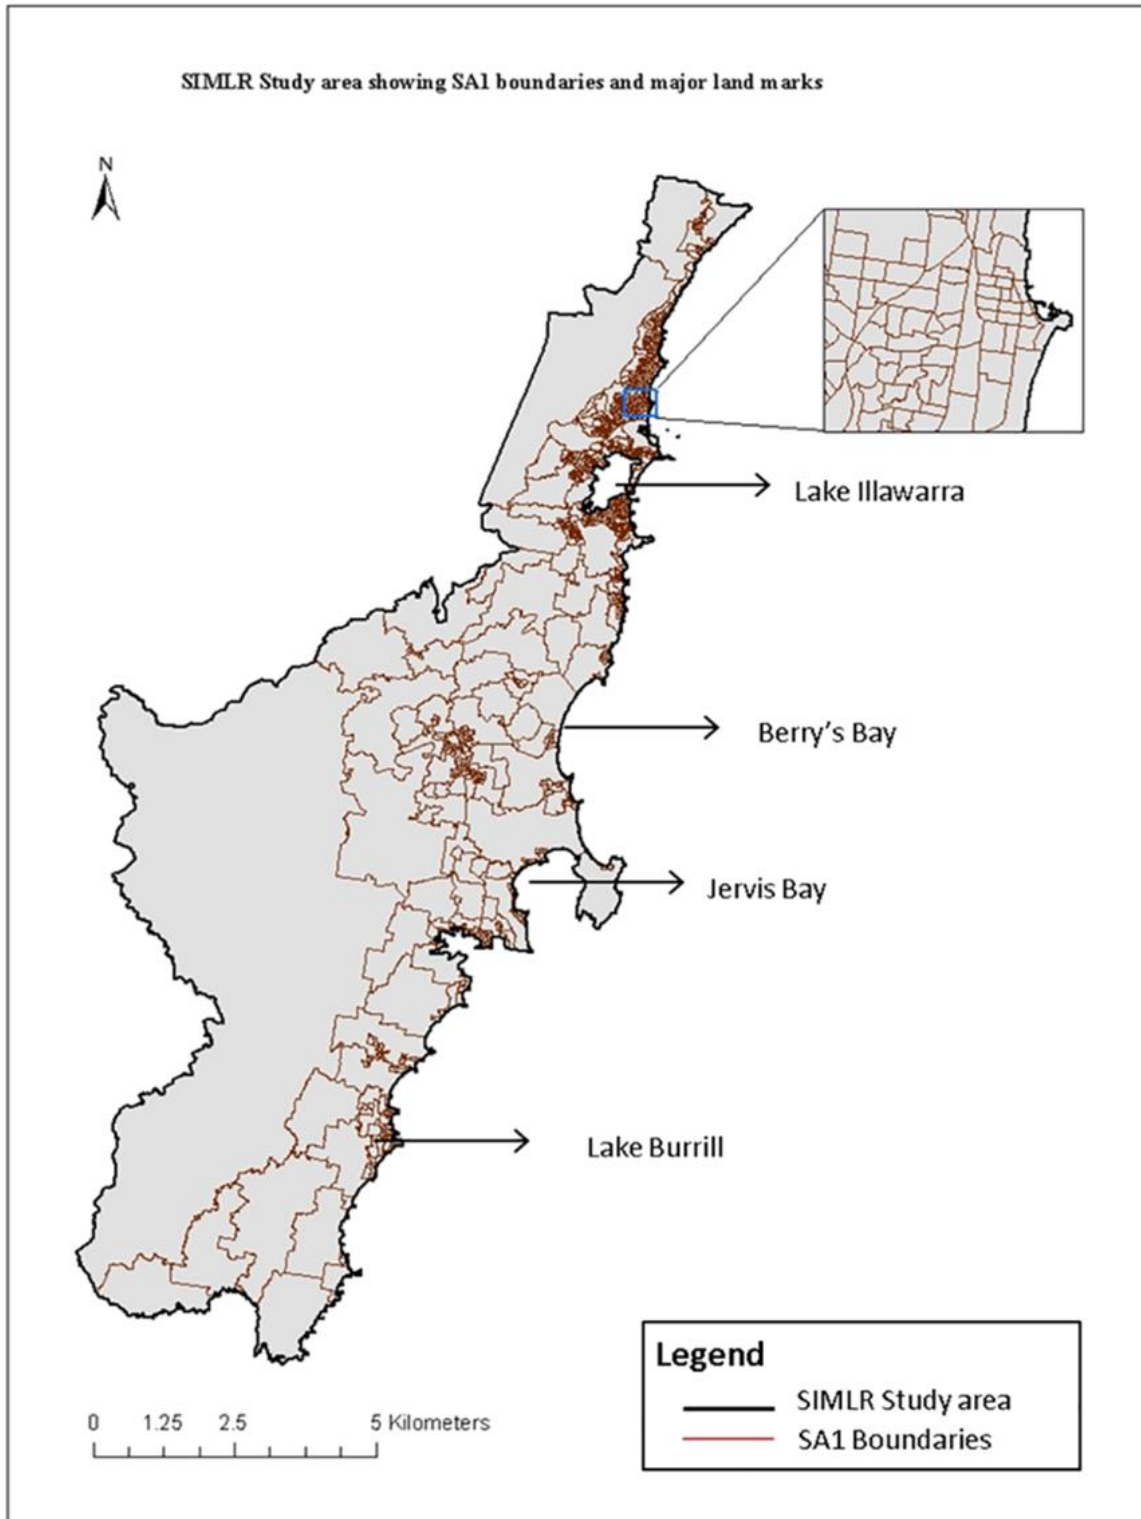 SIMLR Study area showing SA1 boundaries and major land marks
N
Lake Illawarra
Berry’s Bay
Jervis Bay
Lake Burrill
Legend
SIMLR Study area
SA1 Boundaries
0 1.25 2.5 5 Kilometers